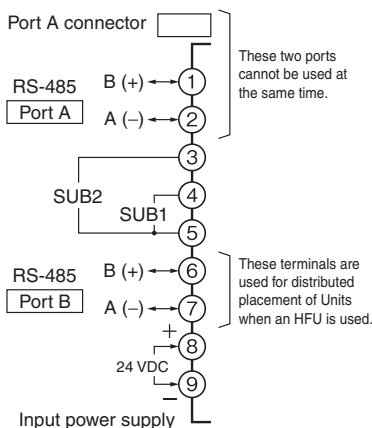 Port A connector
These two ports
cannot be used at
the same time.
RS-485
Port A
B (+)
1
A (−)
2
3
SUB2
4
SUB1
5
RS-485
Port B
B (+)
6
A (−)
7
These terminals are
used for distributed
placement of Units
when an HFU is used.
+
8
24 VDC
9
−
Input power supply